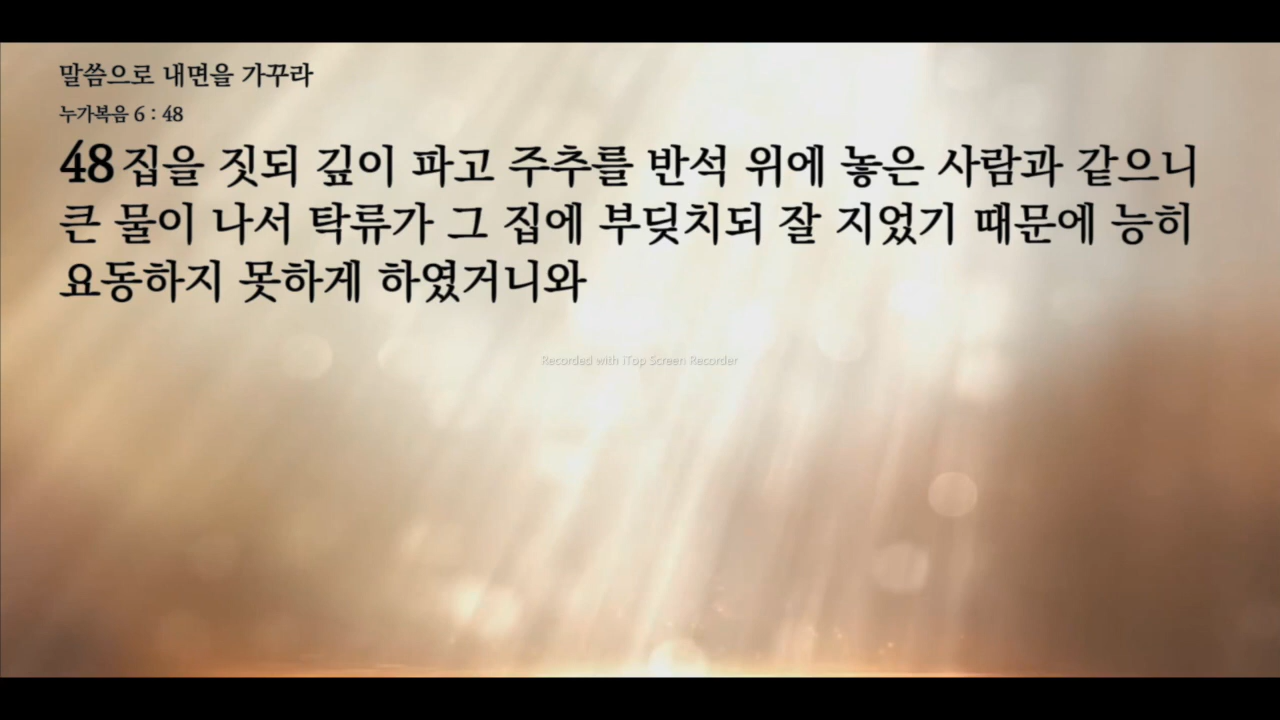 말씀으로 내면을 가꾸라
누가복음 6 : 48
48 집을 짓되 깊이 파고 주추를 반석 위에 놓은 사람과 같으니
큰 물이 나서 탁류가 그 집에 부딪치되 잘 지었기 때문에 능히
요동하지 못하게 하였거니와
Recorded with iTop Screen Recorder